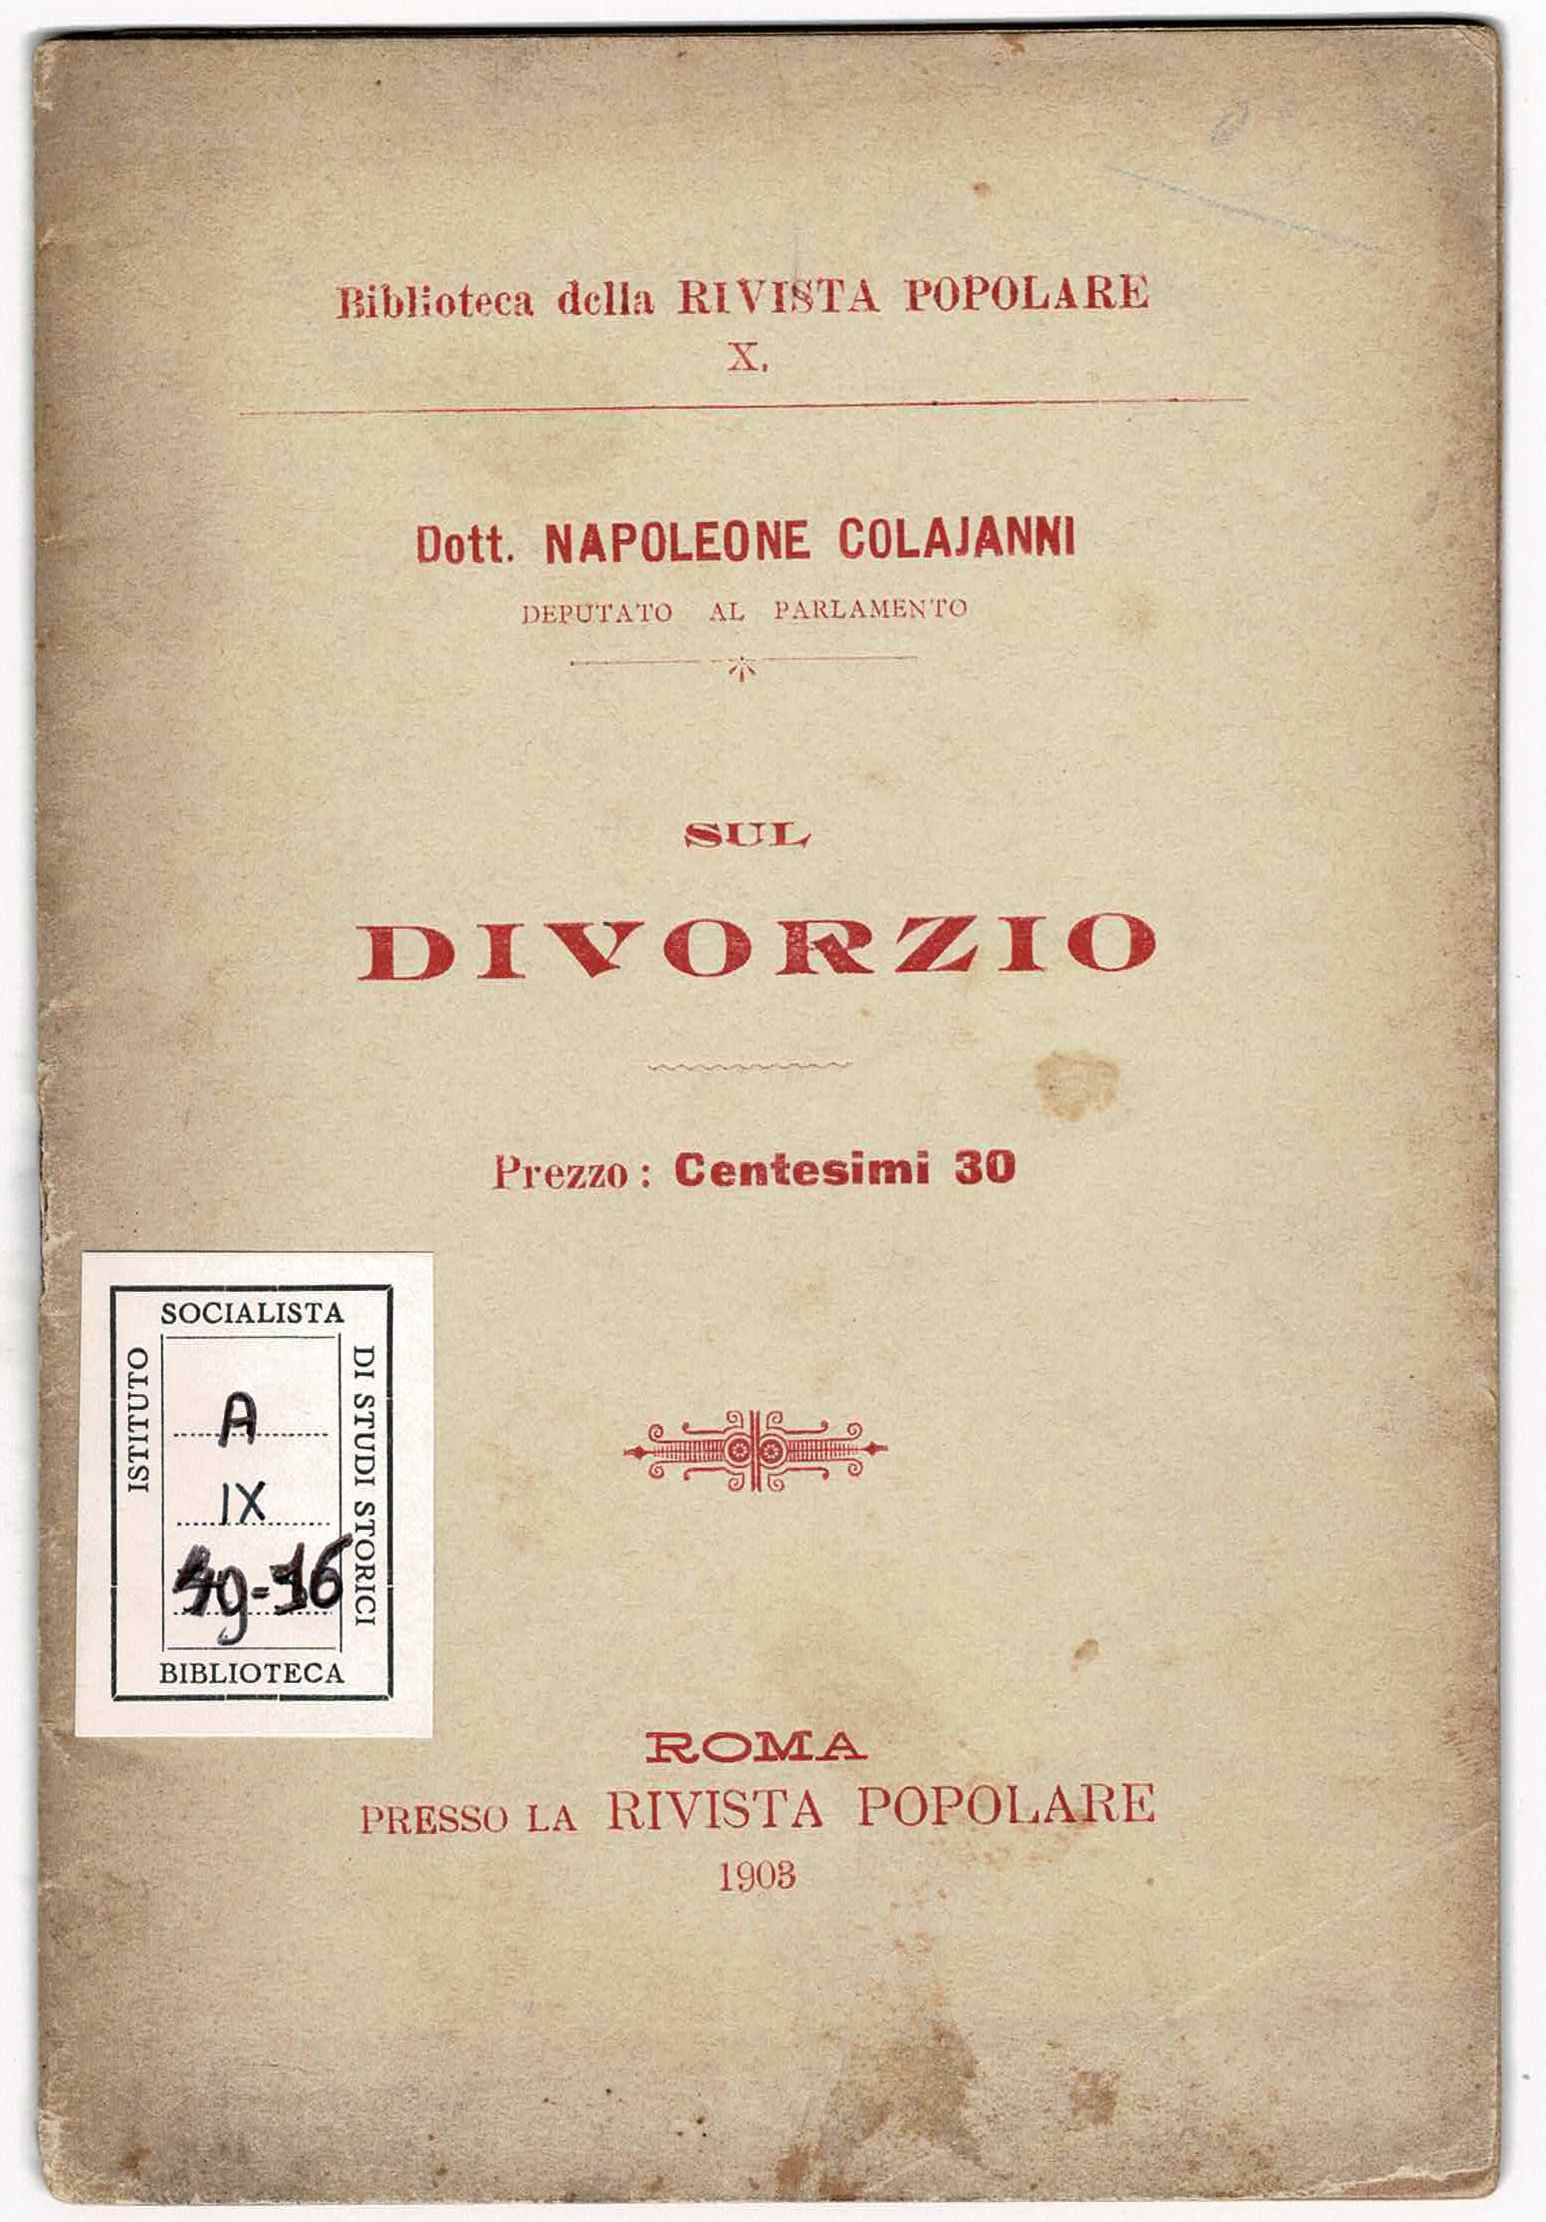 Biblioteca della RIVISTA POPOLARE
X.
Dott. NAPOLEONE COLAJANNI
DEPUTATO AL PARLAMENTO
SUL
DIVORZIO
Prezzo: Centesimi 30
ISTITUTO
SOCIALISTA
DI STUDI STORICI
A
IX
BIBLIOTECA
ROMA
PRESSO LA RIVISTA POPOLARE
1903